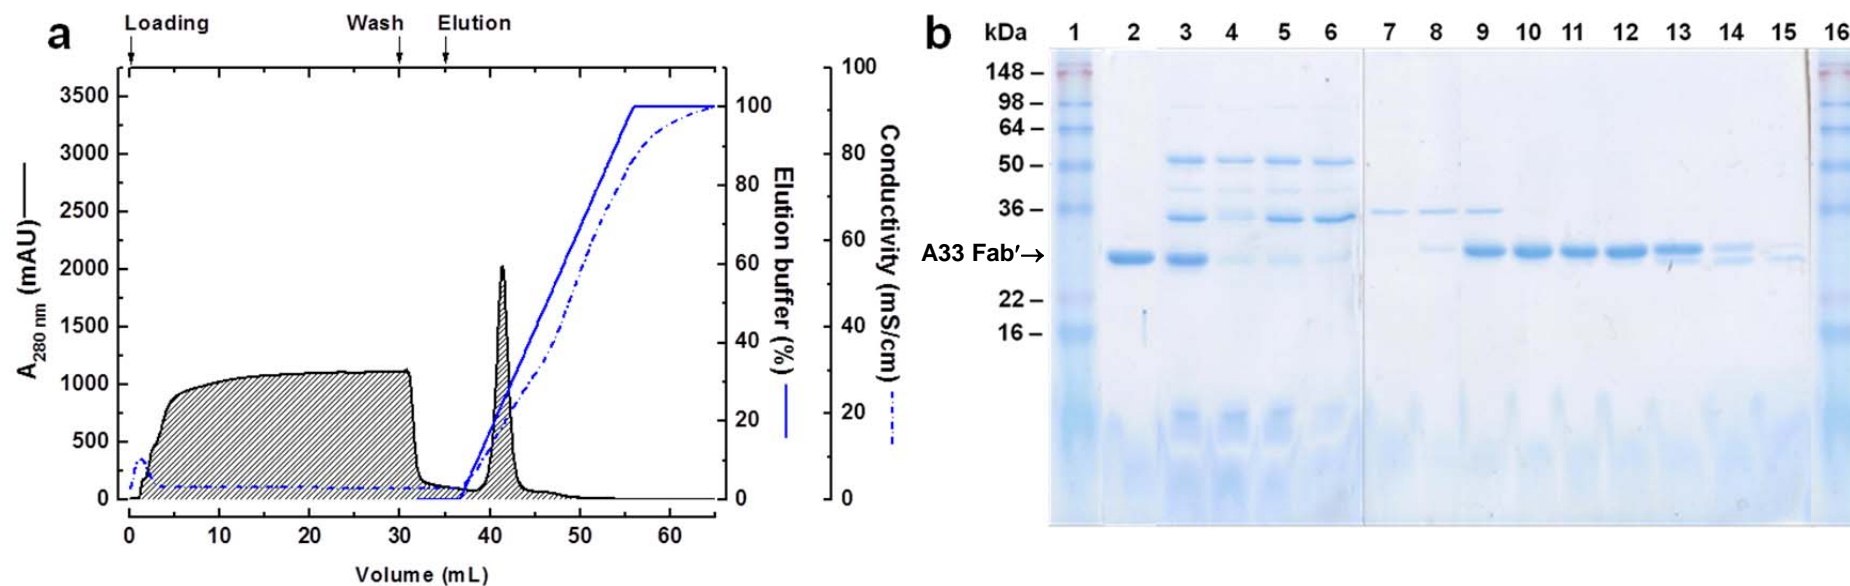 a
Loading Wash Elution
3500
3000
2500
2000
1500
1000
500
0
A280 nm (mAU)
0 10 20 30 40 50 60
Volume (mL)
100
80
60
40
20
0
Elution buffer (%)
100
80
60
40
20
0
Conductivity (mS/cm)
b
kDa 1 2 3 4 5 6 7 8 9 10 11 12 13 14 15 16
148
98
64
50
36
A33 Fab′→
22
16